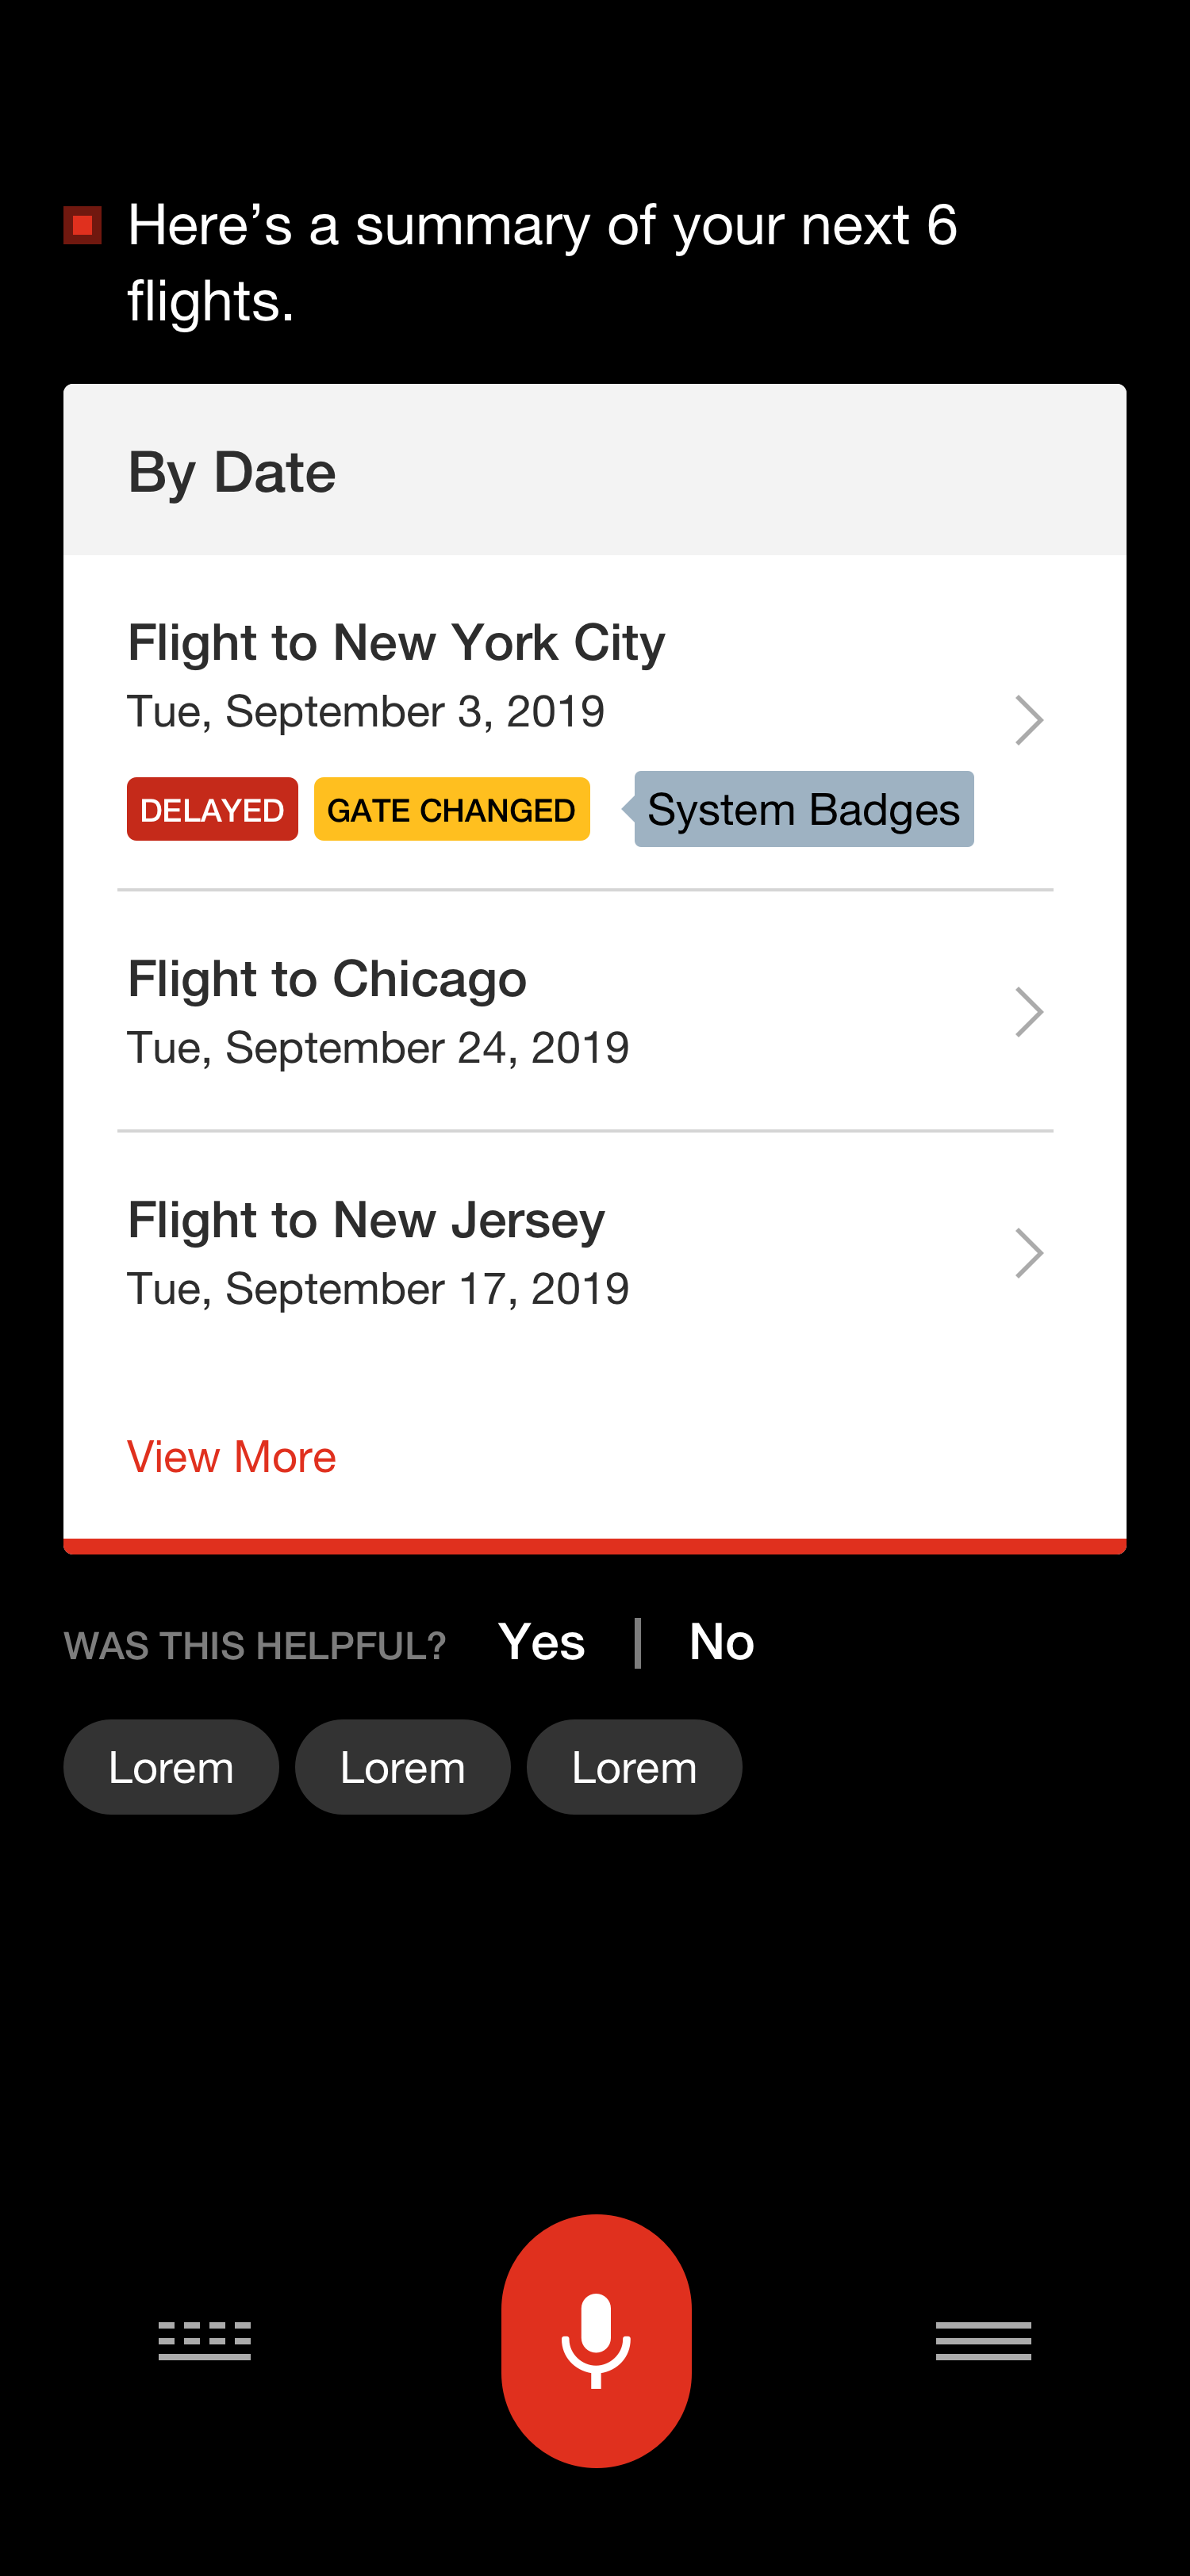 Here’s a summary of your next 6
flights.
By Date
Flight to New York City
Tue, September 3, 2019
DELAYED GATE CHANGED System Badges
Flight to Chicago
Tue, September 24, 2019
Flight to New Jersey
Tue, September 17, 2019
View More
WAS THIS HELPFUL? Yes | No
Lorem Lorem Lorem